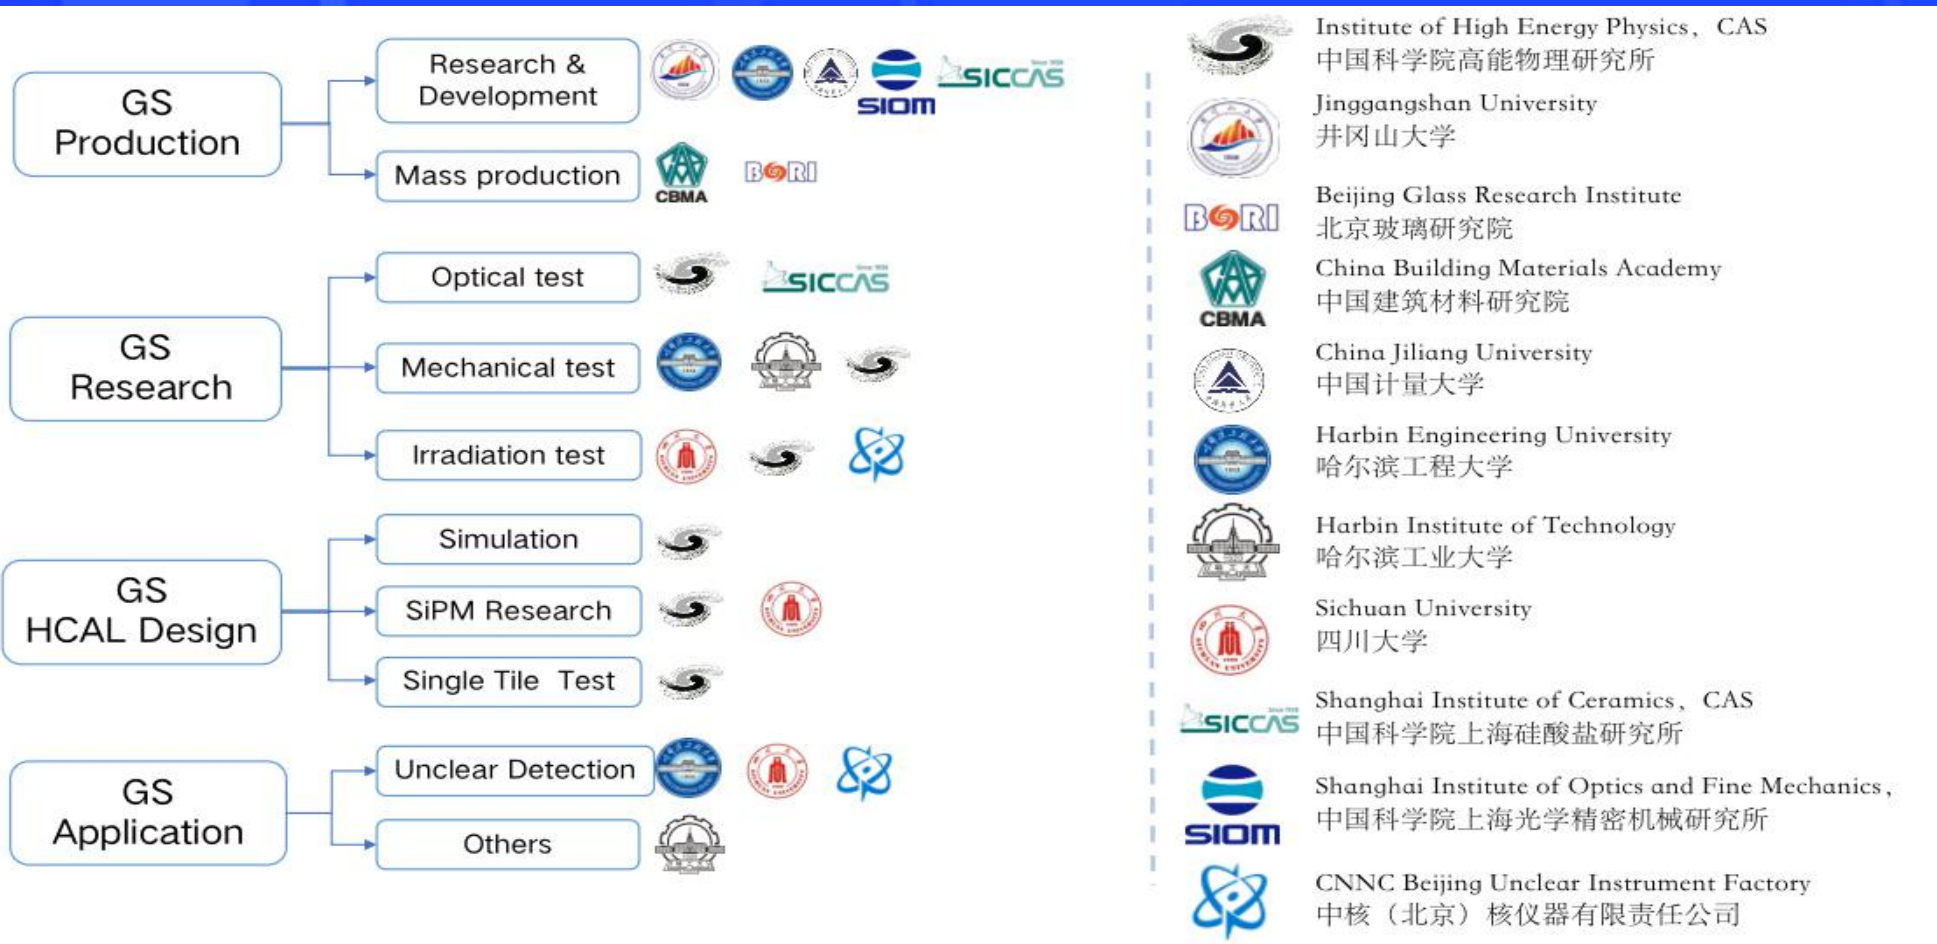 GS
Production
Research &
Development
SIOM
Since 1928
SICCAS
Mass production
CBMA
BGRI
GS
Research
Optical test
SICCAS
Mechanical test
Irradiation test
GS
HCAL Design
Simulation
SiPM Research
Single Tile Test
GS
Application
Unclear Detection
Others
Institute of High Energy Physics, CAS
中国科学院高能物理研究所
Jinggangshan University
井冈山大学
BGRI
Beijing Glass Research Institute
北京玻璃研究院
CBMA
China Building Materials Academy
中国建筑材料研究院
China Jiliang University
中国计量大学
Harbin Engineering University
哈尔滨工程大学
Harbin Institute of Technology
哈尔滨工业大学
Sichuan University
四川大学
SICCAS
Shanghai Institute of Ceramics, CAS
中国科学院上海硅酸盐研究所
SIOM
Shanghai Institute of Optics and Fine Mechanics,
中国科学院上海光学精密机械研究所
CNNC Beijing Unclear Instrument Factory
中核（北京）核仪器有限责任公司